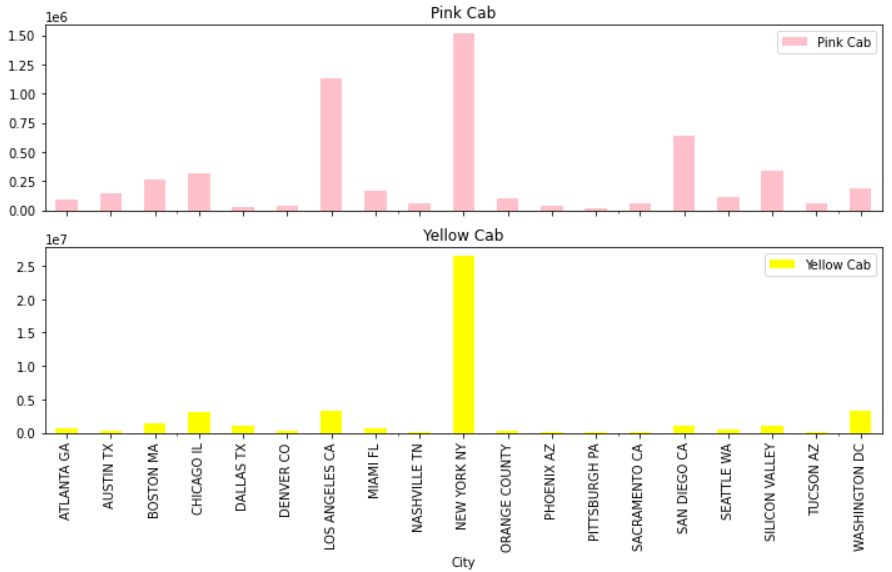 Pink Cab
1e6
1.50
1.25
1.00
0.75
0.50
0.25
0.00
Pink Cab
Yellow Cab
1e7
2.5
2.0
1.5
1.0
0.5
0.0
Yellow Cab
ATLANTA GA
AUSTIN TX
BOSTON MA
CHICAGO IL
DALLAS TX
DENVER CO
LOS ANGELES CA
MIAMI FL
NASHVILLE TN
NEW YORK NY
ORANGE COUNTY
PHOENIX AZ
PITTSBURGH PA
SACRAMENTO CA
SAN DIEGO CA
SEATTLE WA
SILICON VALLEY
TUCSON AZ
WASHINGTON DC
City